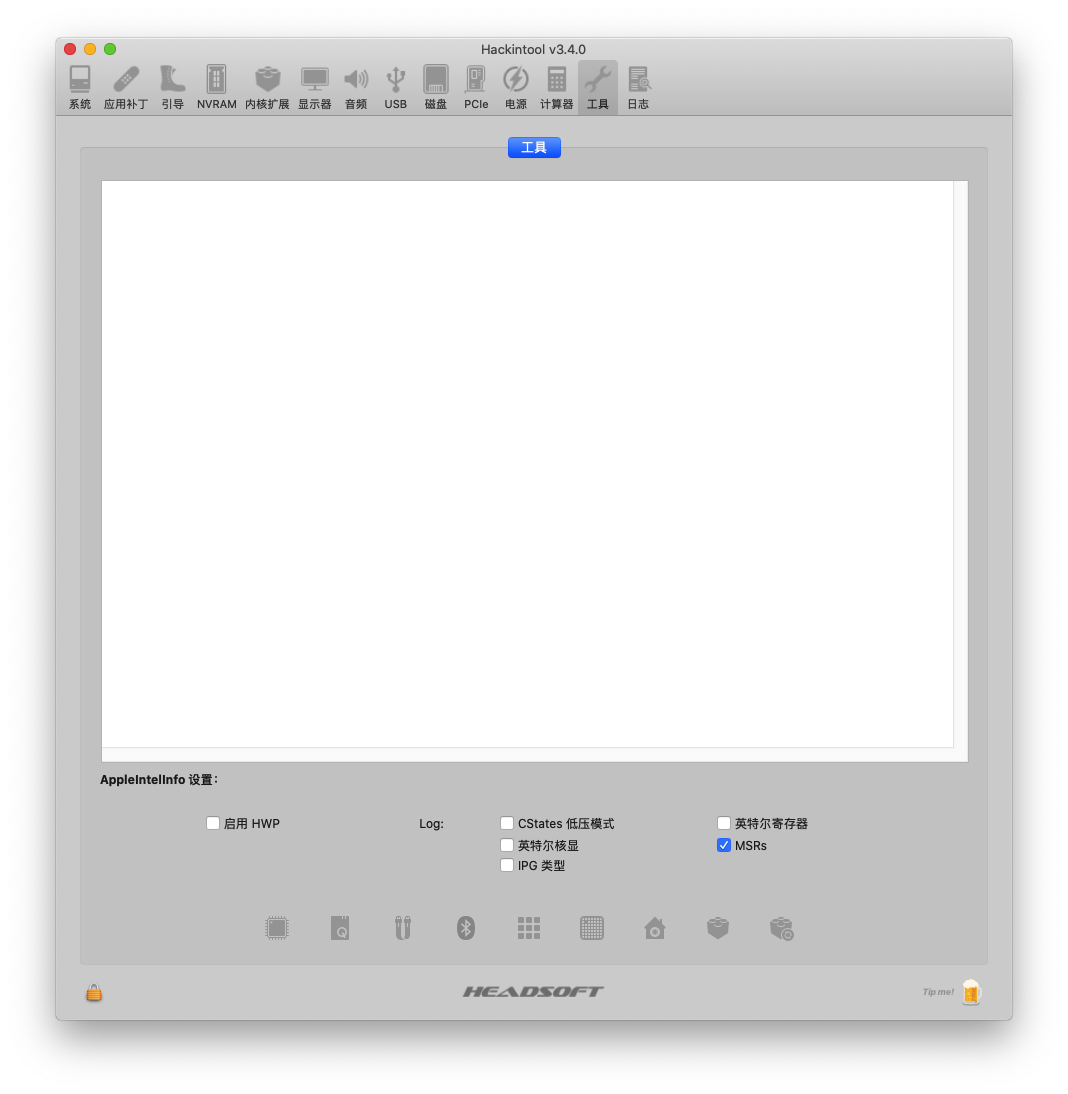 Hackintool v3.4.0
系统 应用补丁 引导 NVRAM 内核扩展 显示器 音频 USB 磁盘 PCIe 电源 计算器 工具 日志
工具
AppleIntelInfo 设置：
启用 HWP Log: CStates 低压模式 英特尔寄存器
英特尔核显 MSRs
IPG 类型
HEADSOFT Tip me!